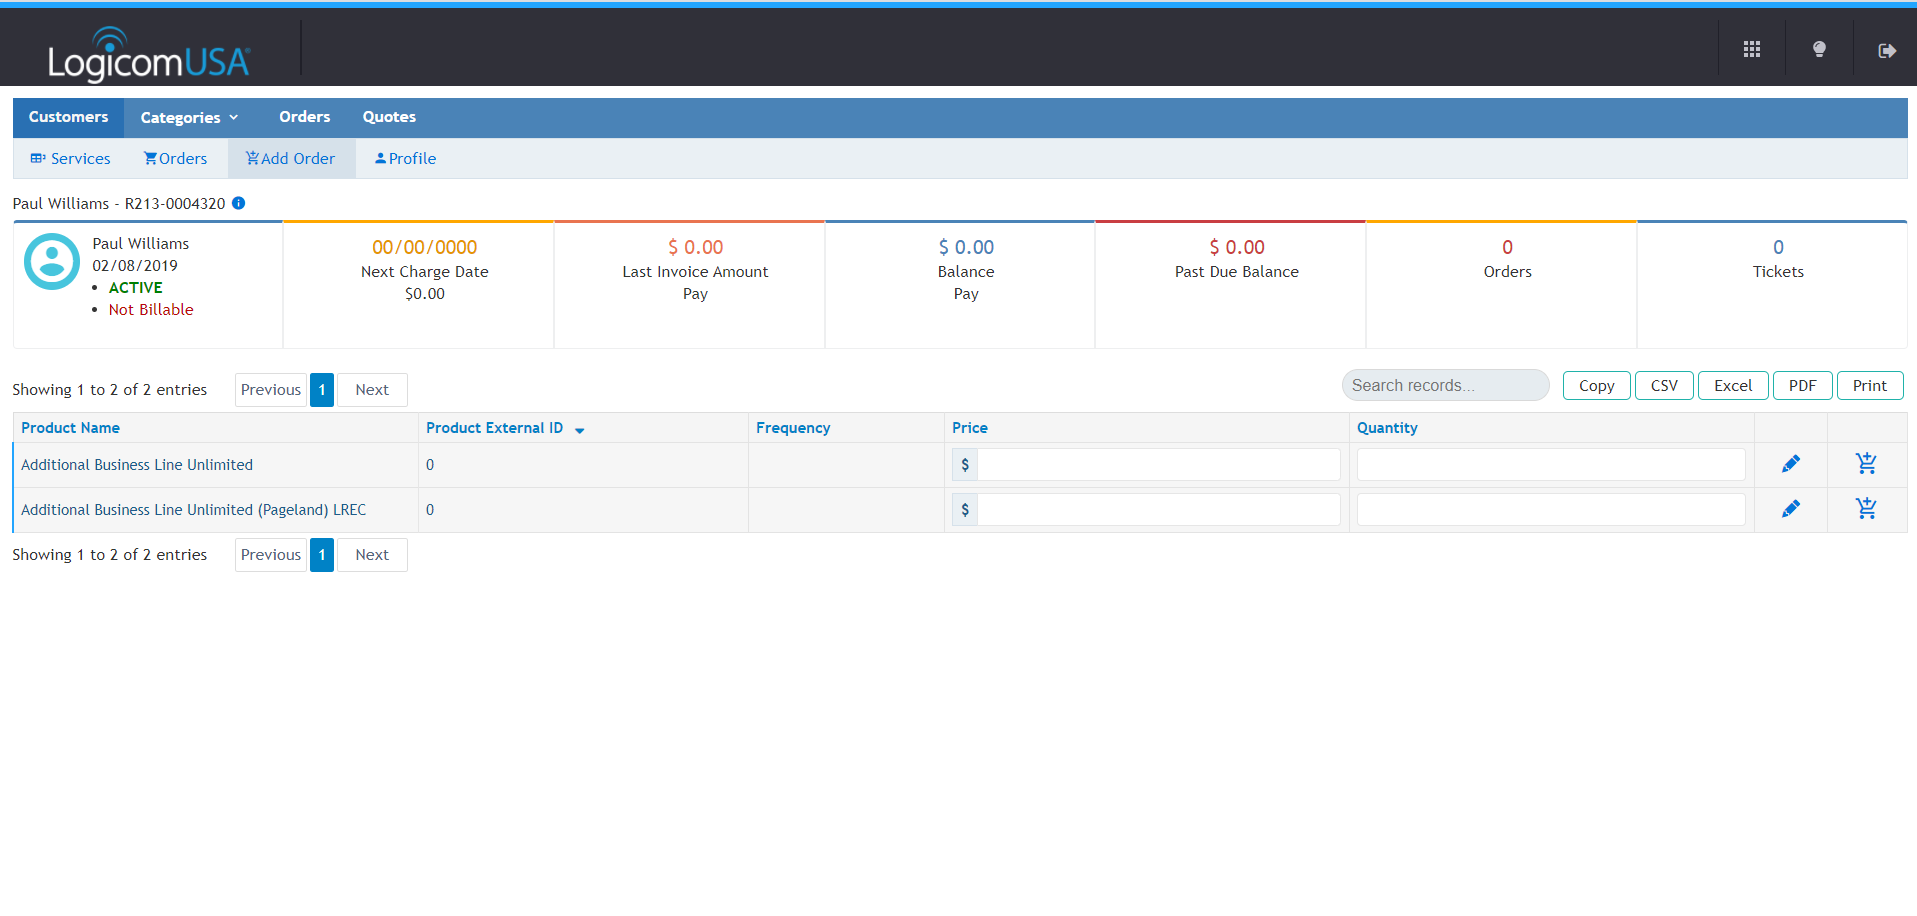 LogicomUSA®
Customers Categories Orders Quotes
Services Orders Add Order Profile
Paul Williams - R213-0004320
Paul Williams
02/08/2019
ACTIVE
Not Billable
00/00/0000
Next Charge Date
$0.00
$ 0.00
Last Invoice Amount
Pay
$ 0.00
Balance
Pay
$ 0.00
Past Due Balance
0
Orders
0
Tickets
Showing 1 to 2 of 2 entries Previous 1 Next Search records... Copy CSV Excel PDF Print
Product Name Product External ID Frequency Price Quantity
Additional Business Line Unlimited 0 $
Additional Business Line Unlimited (Pageland) LREC 0 $
Showing 1 to 2 of 2 entries Previous 1 Next